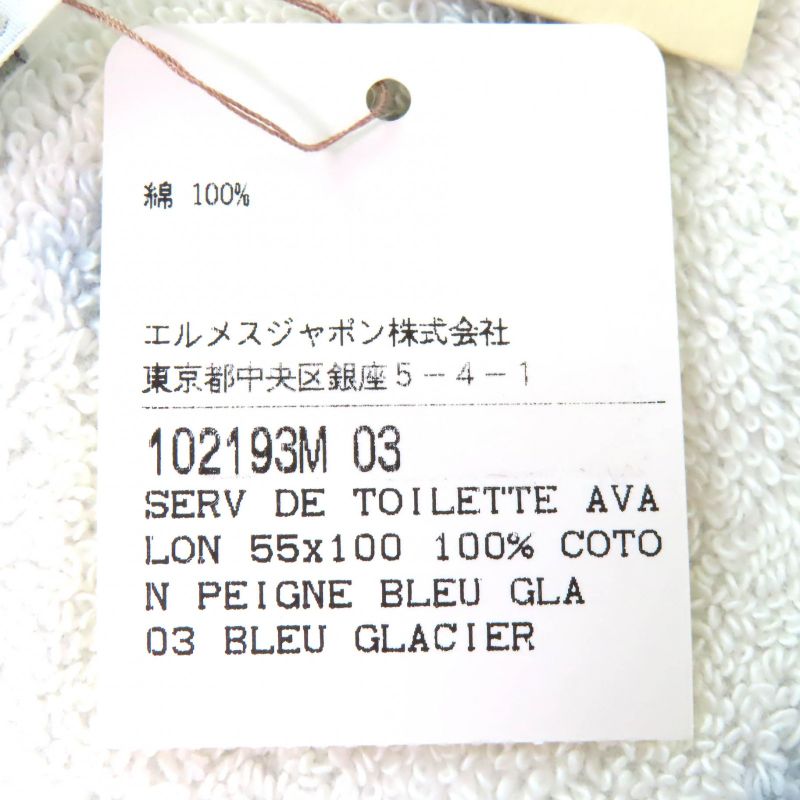 綿 100%
エルメスジャポン株式会社
東京都中央区銀座5-4-1
102193M 03
SERV DE TOILETTE AVA
LON 55x100 100% COTO
N PEIGNE BLEU GLA
03 BLEU GLACIER